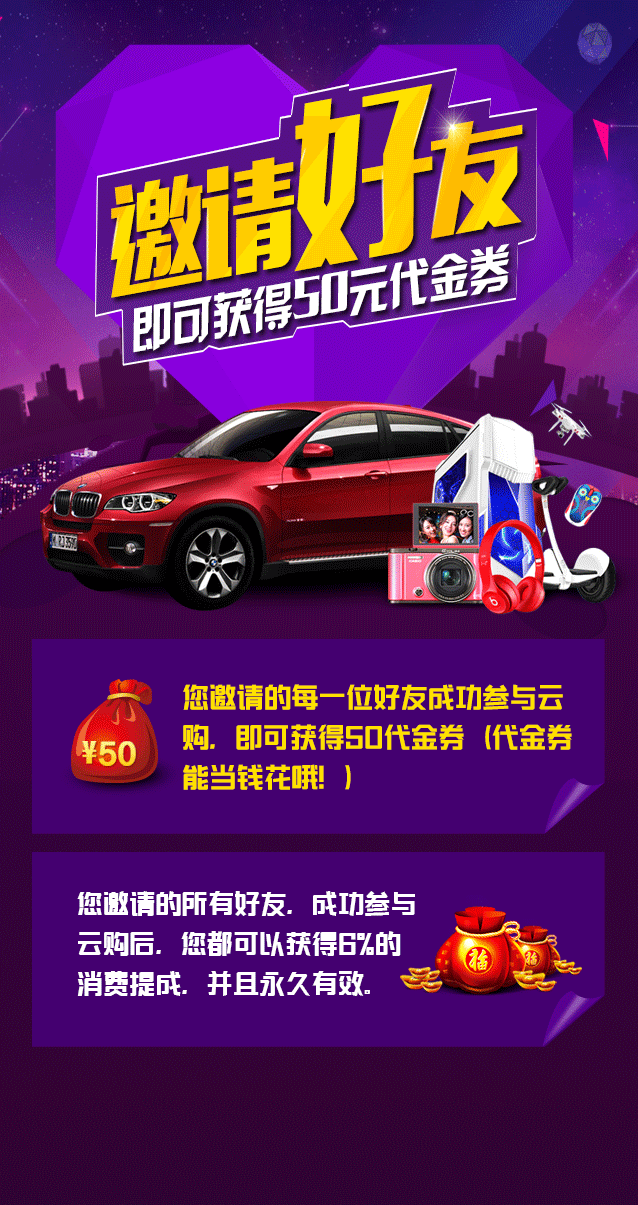 邀请好友
即可获得50元代金券
¥50
您邀请的每一位好友成功参与云
购，即可获得50代金券（代金券
能当钱花哦！）
您邀请的所有好友，成功参与
云购后，您都可以获得6%的
消费提成，并且永久有效。
福